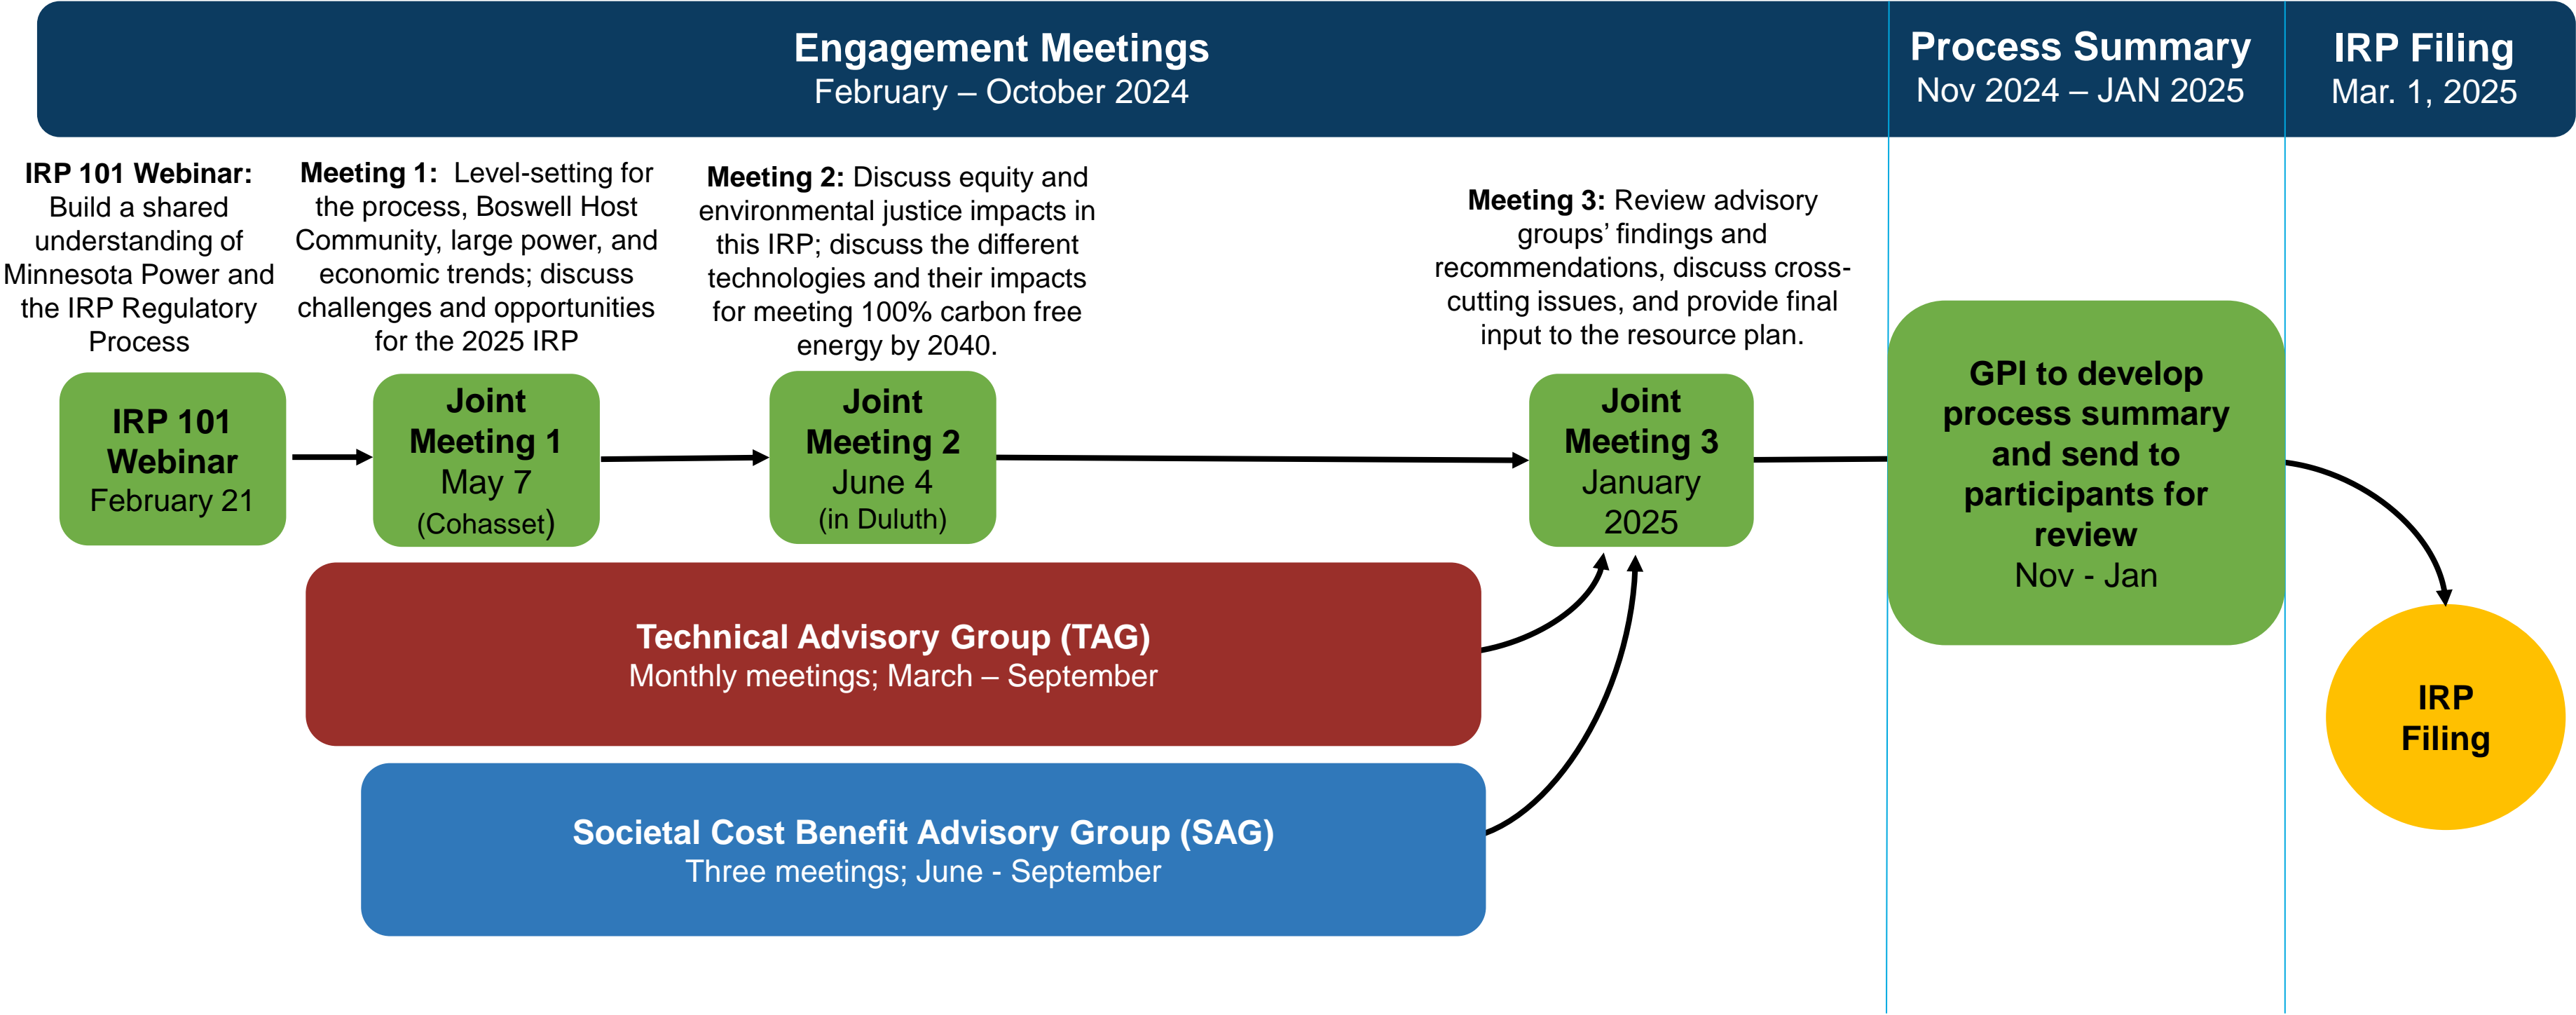 Engagement Meetings
February – October 2024
Process Summary
Nov 2024 – JAN 2025
IRP Filing
Mar. 1, 2025
IRP 101 Webinar:
Build a shared
understanding of
Minnesota Power and
the IRP Regulatory
Process
Meeting 1: Level-setting for
the process, Boswell Host
Community, large power, and
economic trends; discuss
challenges and opportunities
for the 2025 IRP
Meeting 2: Discuss equity and
environmental justice impacts in
this IRP; discuss the different
technologies and their impacts
for meeting 100% carbon free
energy by 2040.
Meeting 3: Review advisory
groups’ findings and
recommendations, discuss cross-
cutting issues, and provide final
input to the resource plan.
IRP 101
Webinar
February 21
Joint
Meeting 1
May 7
(Cohasset)
Joint
Meeting 2
June 4
(in Duluth)
Joint
Meeting 3
January
2025
GPI to develop
process summary
and send to
participants for
review
Nov - Jan
Technical Advisory Group (TAG)
Monthly meetings; March – September
Societal Cost Benefit Advisory Group (SAG)
Three meetings; June - September
IRP
Filing